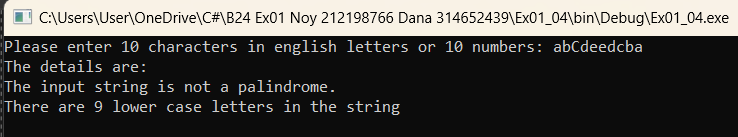 C:\Users\User\OneDrive\C#\B24 Ex01 Noy 212198766 Dana 314652439\Ex01_04\bin\Debug\Ex01_04.exe
Please enter 10 characters in english letters or 10 numbers: abCdeedcba
The details are:
The input string is not a palindrome.
There are 9 lower case letters in the string